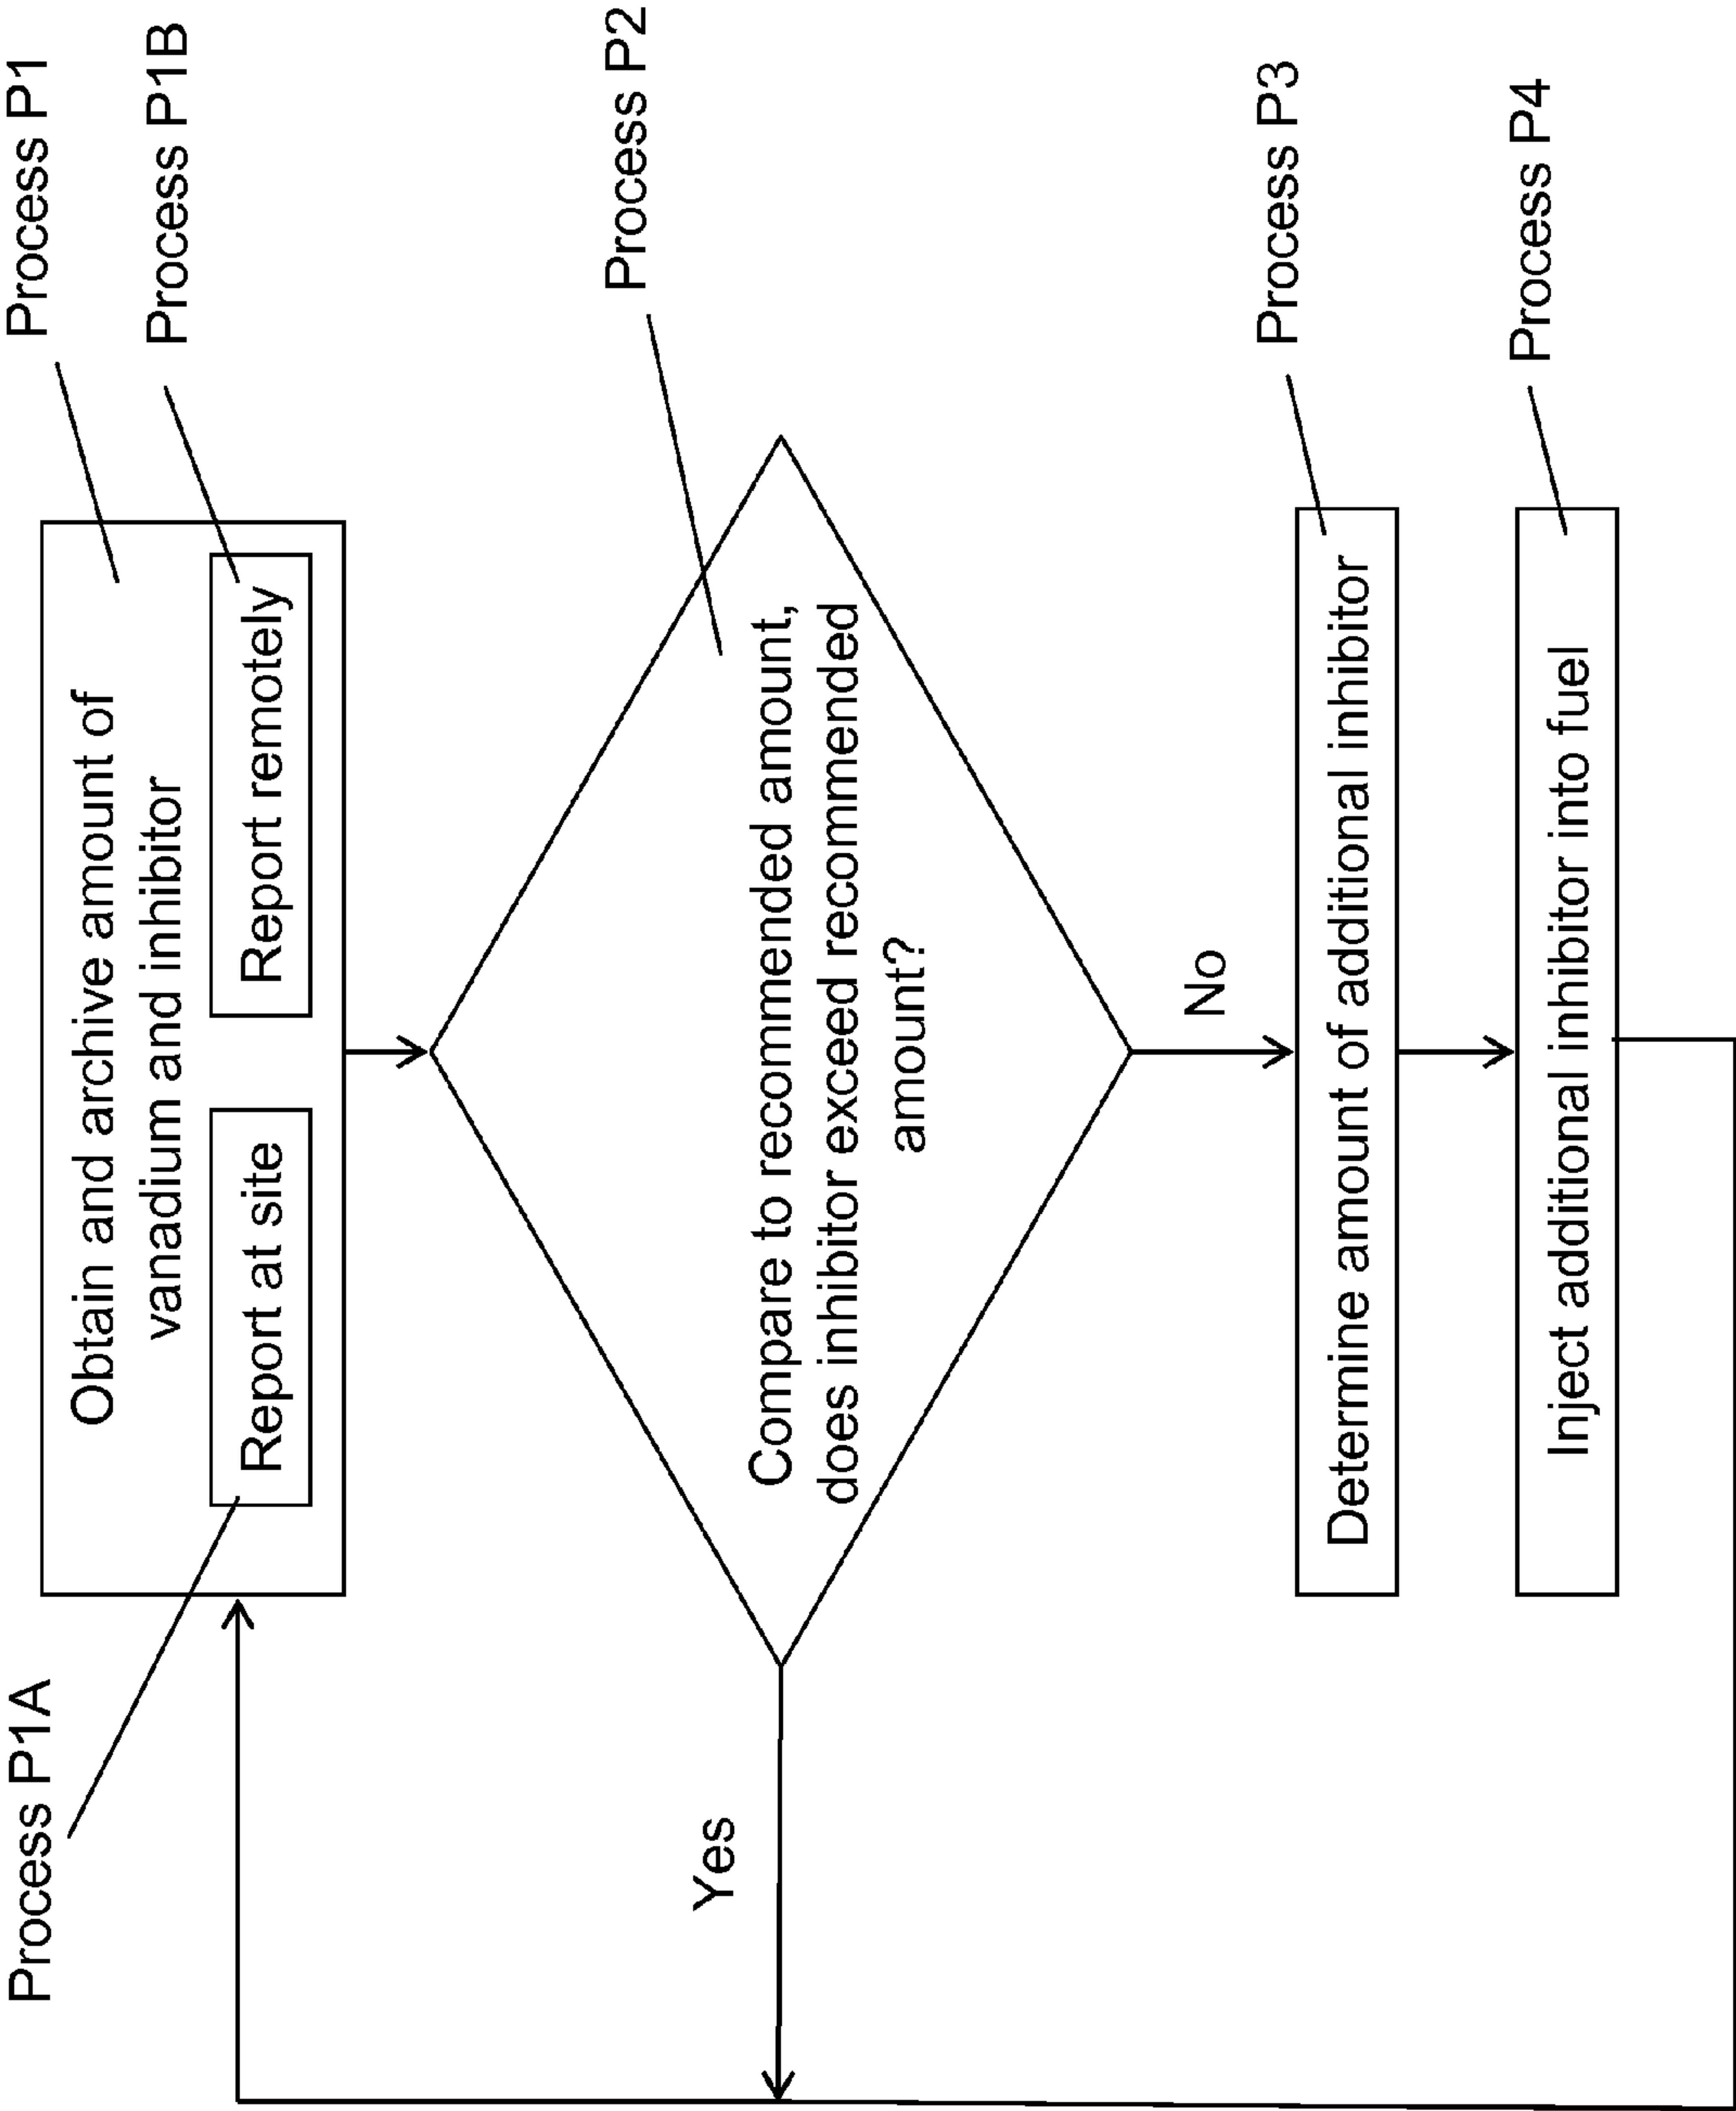 Process P1A
Process P1
Obtain and archive amount of
vanadium and inhibitor
Process P1B
Report at site
Report remotely
Process P2
Yes
Compare to recommended amount,
does inhibitor exceed recommended
amount?
No
Process P3
Determine amount of additional inhibitor
Process P4
Inject additional inhibitor into fuel